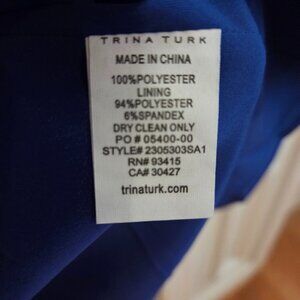 TRINA TURK
MADE IN CHINA
100%POLYESTER
LINING
94%POLYESTER
6%SPANDEX
DRY CLEAN ONLY
PO # 05400-00
STYLE# 2305303SA1
RN# 93415
CA# 30427
trinaturk.com